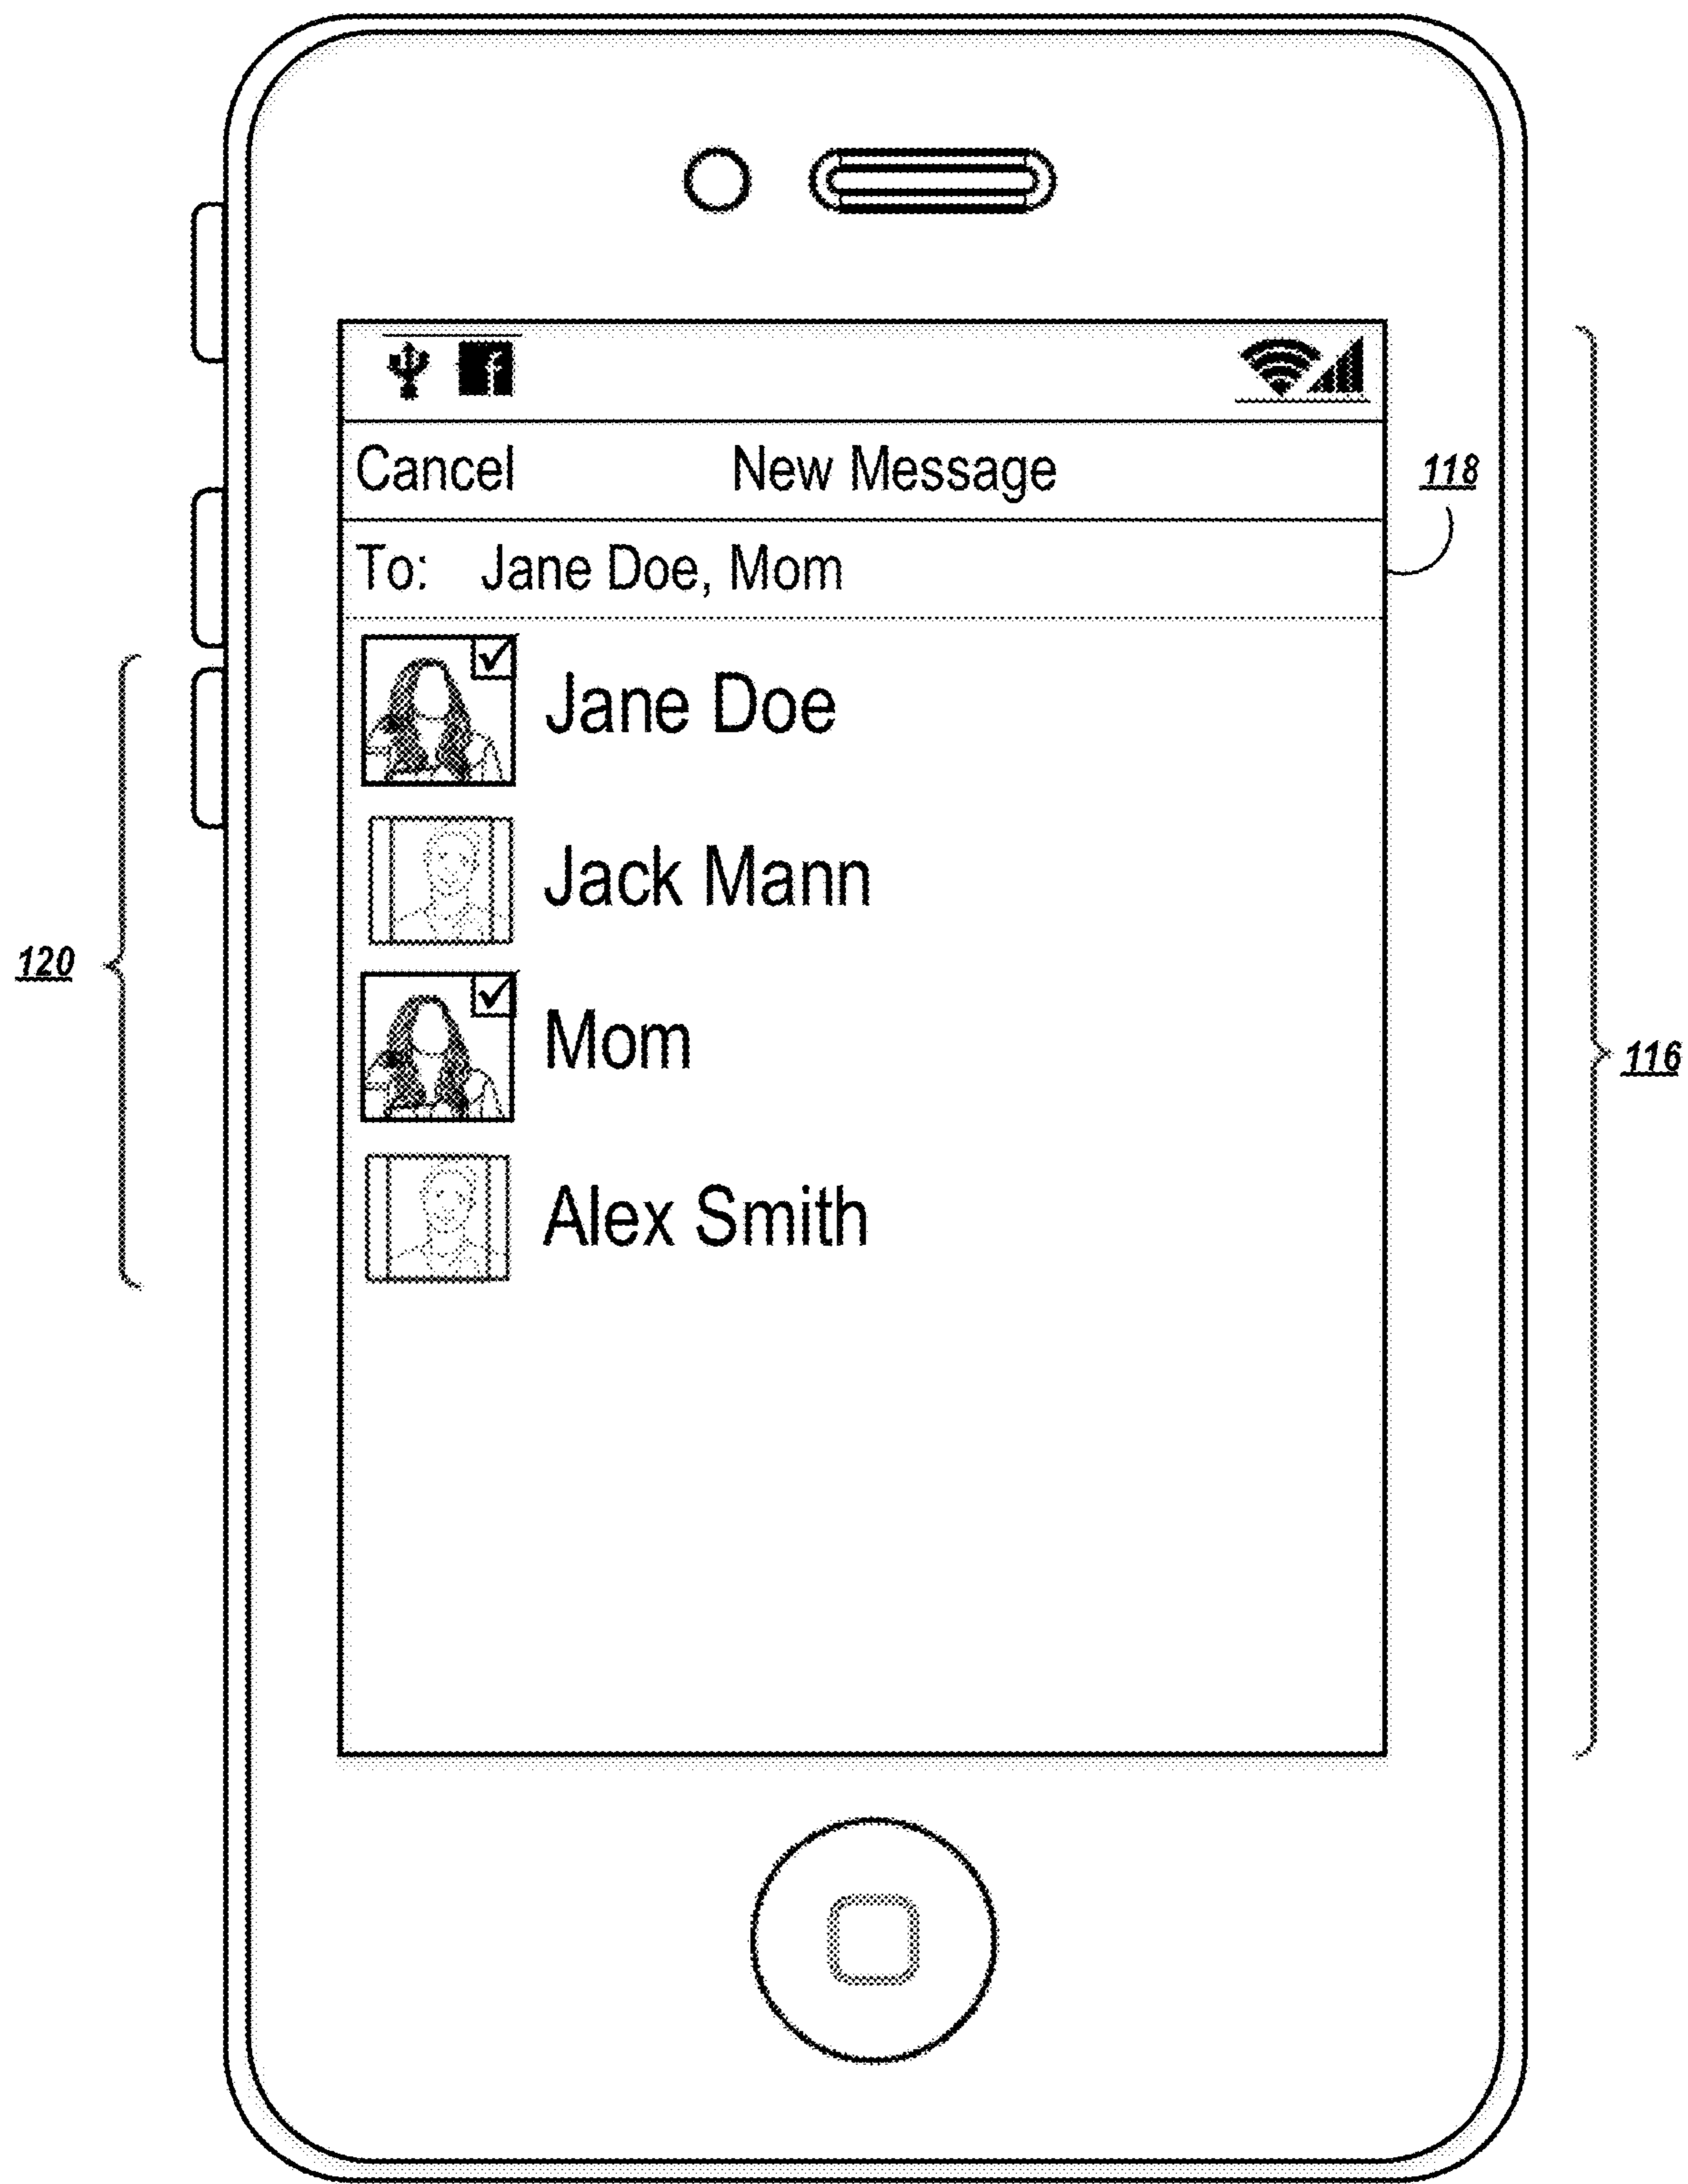 Cancel New Message
118
To: Jane Doe, Mom
Jane Doe
Jack Mann
120
Mom
116
Alex Smith